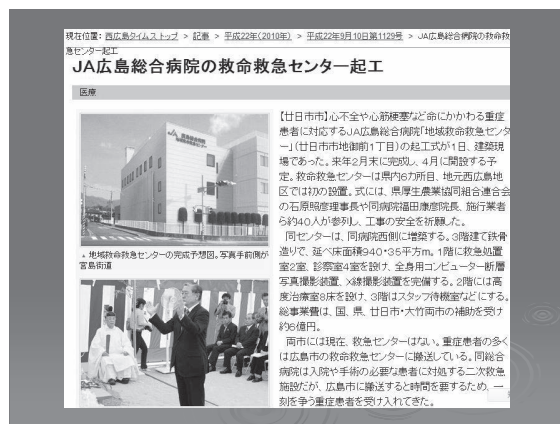 現在位置: 西広島タイムストップ > 記事 > 平成22年(2010年) > 平成22年9月10日第1129号 > JA広島総合病院の救命救
急センター起工
JA広島総合病院の救命救急センター起工
医療
【廿日市市】心不全や心筋梗塞など命にかかわる重症
患者に対応するJA広島総合病院「地域救命救急センタ
ー」(廿日市市地御前1丁目)の起工式が1日、建築現
場であった。来年2月末に完成し、4月に開設する予
定。救命救急センターは県内6カ所目、地元西広島地
区では初の設置。式には、県厚生農業協同組合連合会
の石原照彦理事長や同病院福田康彦院長、施行業者
ら約40人が参列し、工事の安全を祈願した。
同センターは、同病院西側に増築する。3階建て鉄骨
造りで、延べ床面積940・35平方m。1階に救急処置
室2室、診察室4室を設け、全身用コンピューター断層
写真撮影装置、X線撮影装置を完備する。2階には高
度治療室8床を設け、3階はスタッフ待機室などにする。
総事業費は、国、県、廿日市・大竹両市の補助を受け
約6億円。
両市には現在、救急センターはない。重症患者の多く
は広島市の救命救急センターに搬送している。同総合
病院は入院や手術の必要な患者に対処する二次救急
施設だが、広島市に搬送すると時間を要するため、一
刻を争う重症患者を受け入れてきた。
▲ 地域救命救急センターの完成予想図。写真手前側が
宮島街道